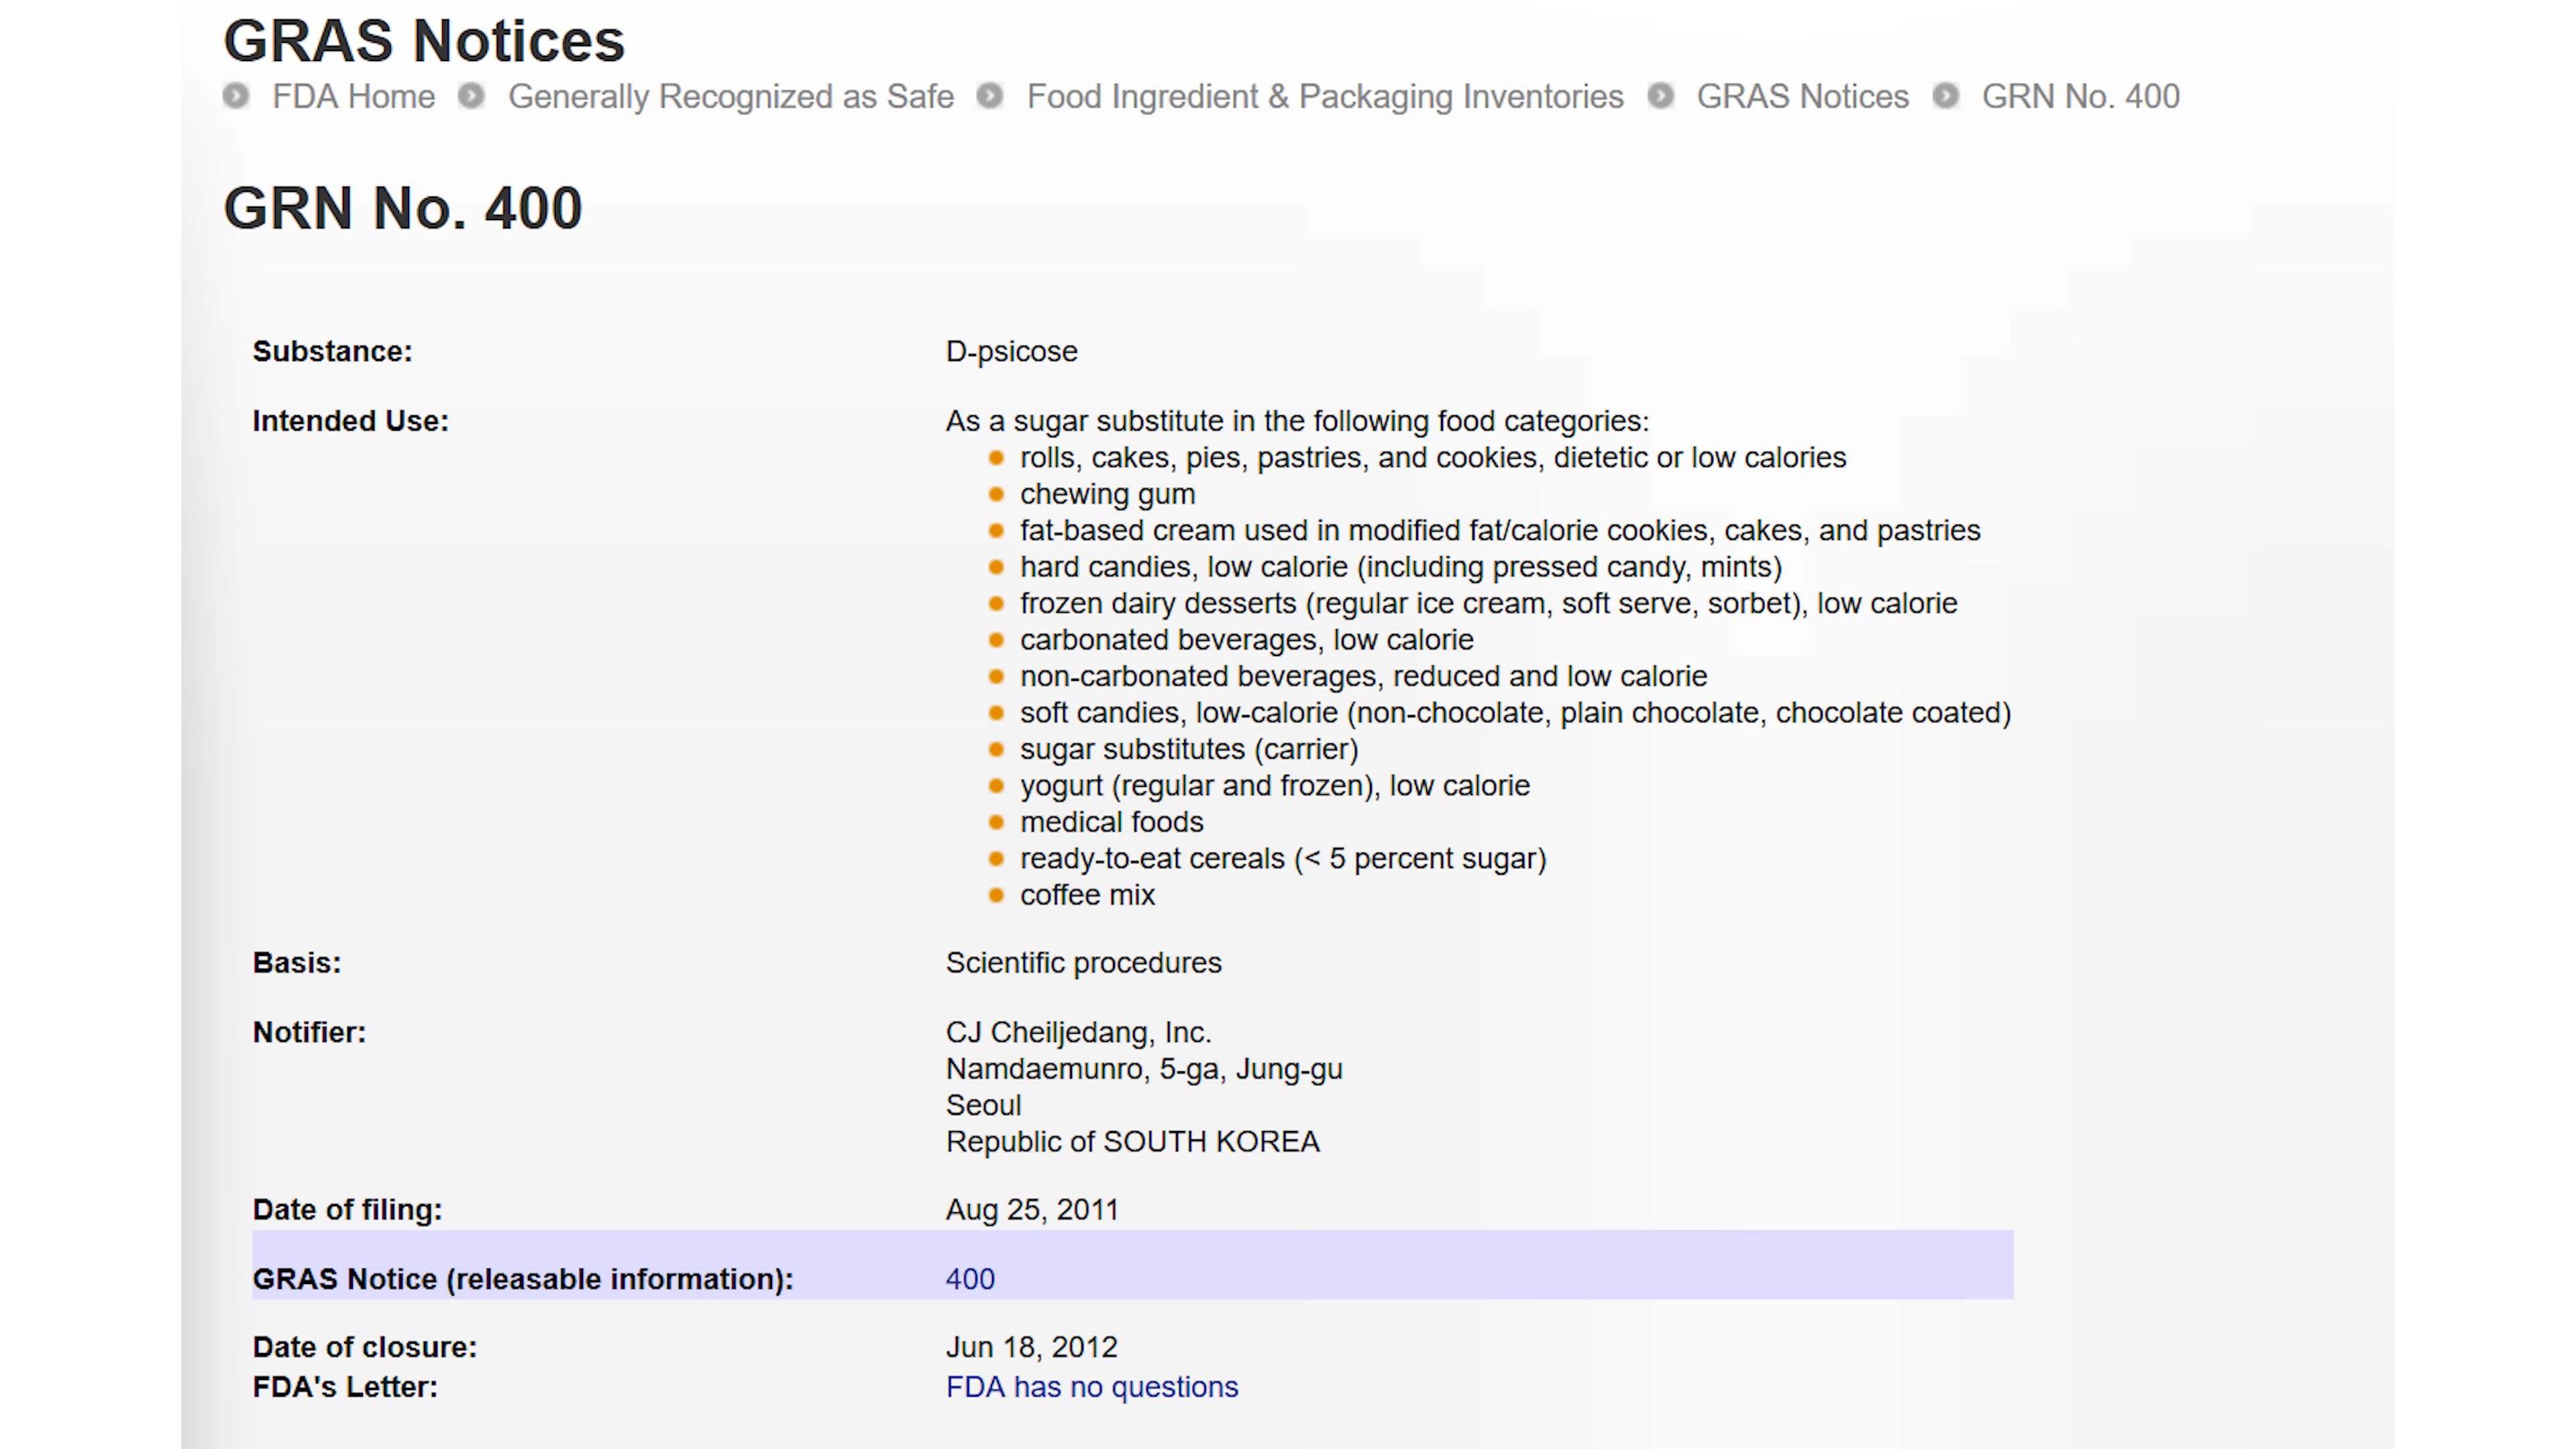 GRAS Notices
FDA Home Generally Recognized as Safe Food Ingredient & Packaging Inventories GRAS Notices GRN No. 400
GRN No. 400
Substance: D-psicose
Intended Use: As a sugar substitute in the following food categories:
rolls, cakes, pies, pastries, and cookies, dietetic or low calories
chewing gum
fat-based cream used in modified fat/calorie cookies, cakes, and pastries
hard candies, low calorie (including pressed candy, mints)
frozen dairy desserts (regular ice cream, soft serve, sorbet), low calorie
carbonated beverages, low calorie
non-carbonated beverages, reduced and low calorie
soft candies, low-calorie (non-chocolate, plain chocolate, chocolate coated)
sugar substitutes (carrier)
yogurt (regular and frozen), low calorie
medical foods
ready-to-eat cereals (< 5 percent sugar)
coffee mix
Basis: Scientific procedures
Notifier: CJ Cheiljedang, Inc.
Namdaemunro, 5-ga, Jung-gu
Seoul
Republic of SOUTH KOREA
Date of filing: Aug 25, 2011
GRAS Notice (releasable information): 400
Date of closure: Jun 18, 2012
FDA's Letter: FDA has no questions